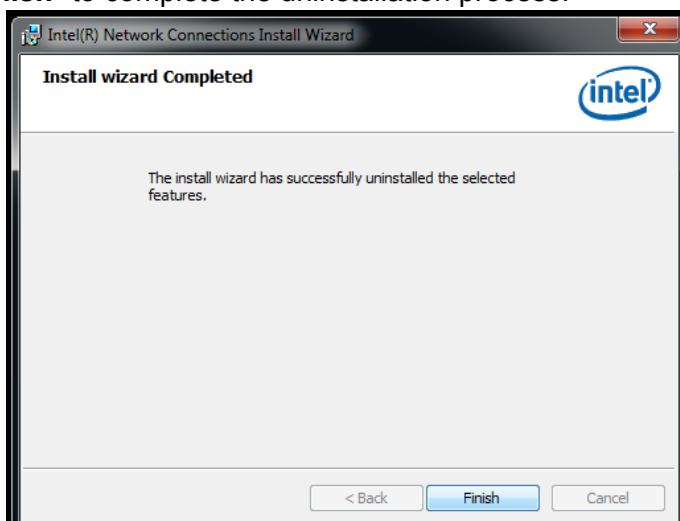 to complete the uninstallation process.
Intel(R) Network Connections Install Wizard
Install wizard Completed
intel
The install wizard has successfully uninstalled the selected
features.
< Back
Finish
Cancel